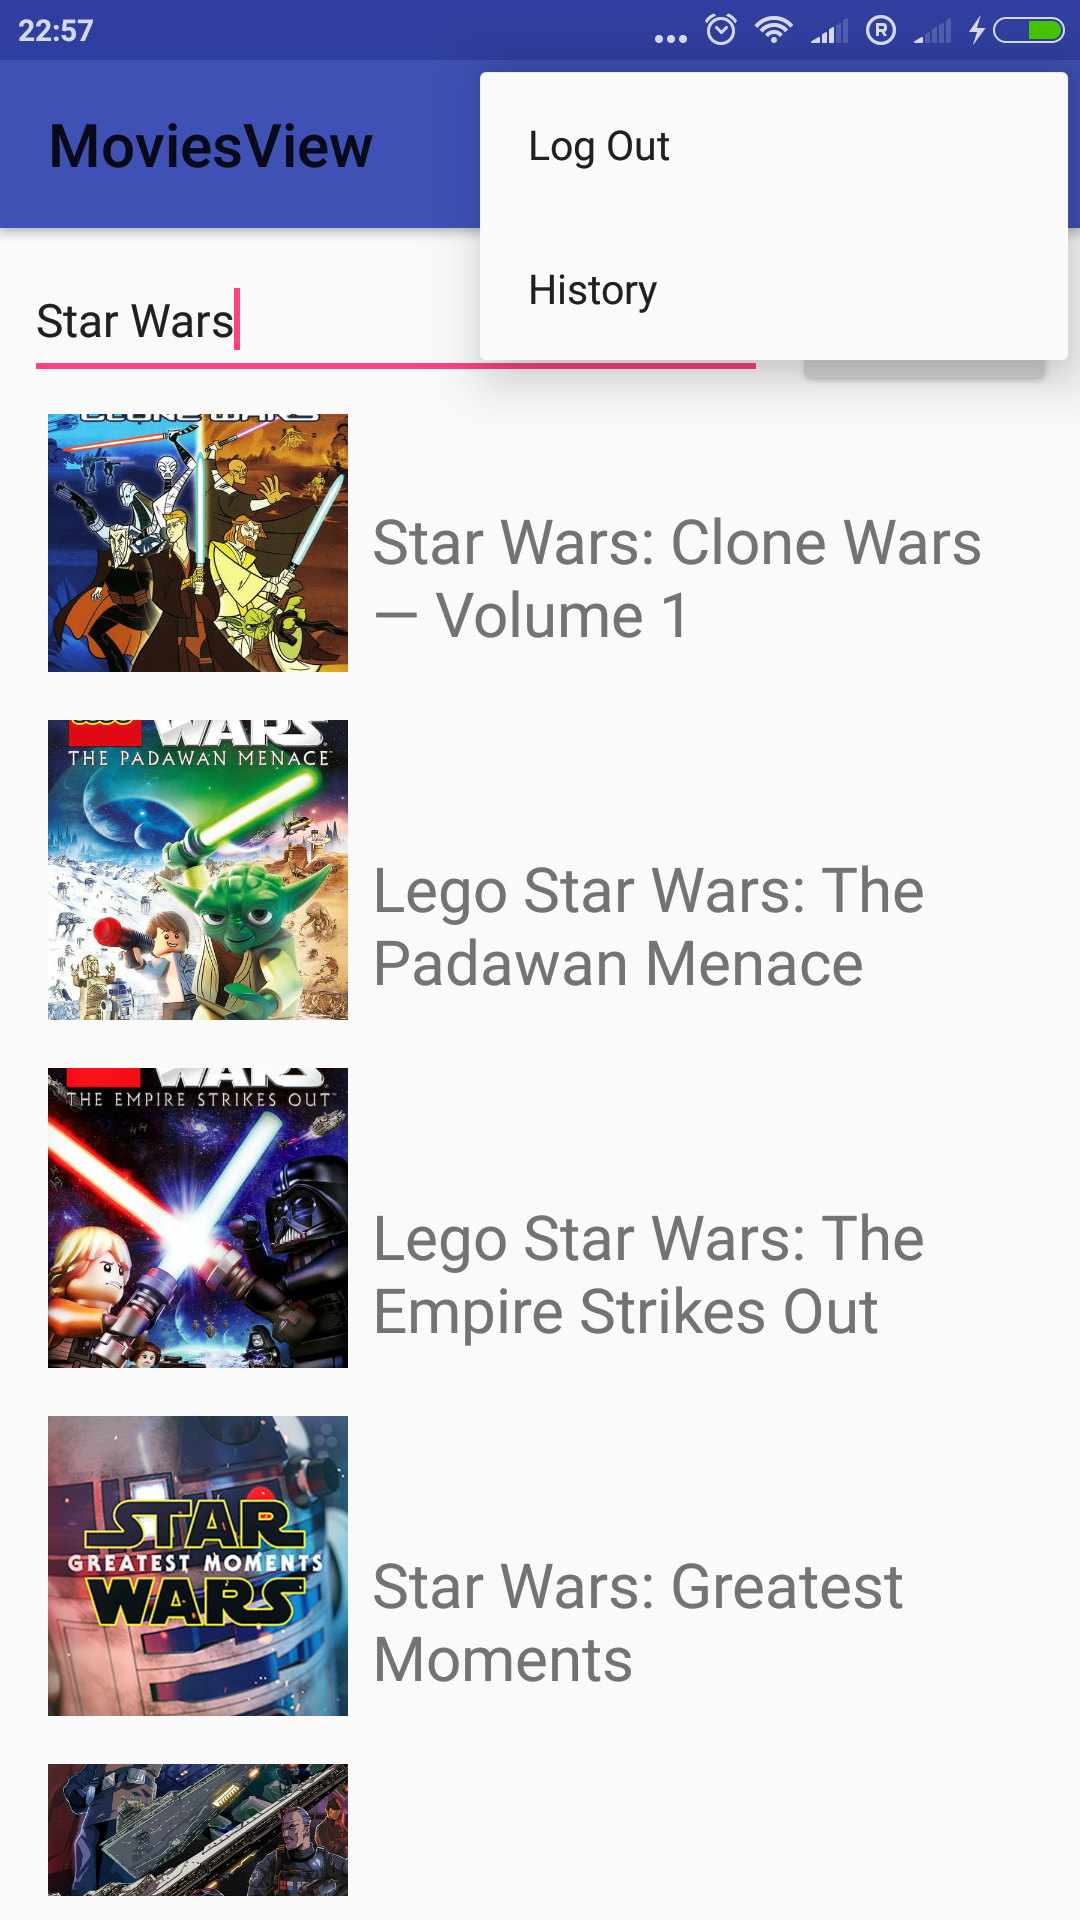 22:57
R
MoviesView
Log Out
History
Star Wars
CLONE WARS
Star Wars: Clone Wars
— Volume 1
WARS
THE PADAWAN MENACE
Lego Star Wars: The
Padawan Menace
WARS
THE EMPIRE STRIKES OUT
Lego Star Wars: The
Empire Strikes Out
STAR
GREATEST MOMENTS
WARS
Star Wars: Greatest
Moments